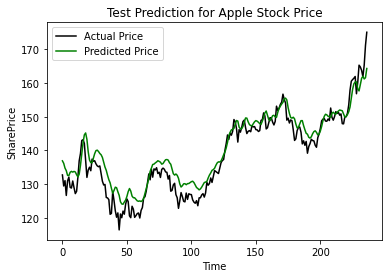 Test Prediction for Apple Stock Price
Actual Price
Predicted Price
SharePrice
170
160
150
140
130
120
0
50
100
150
200
Time